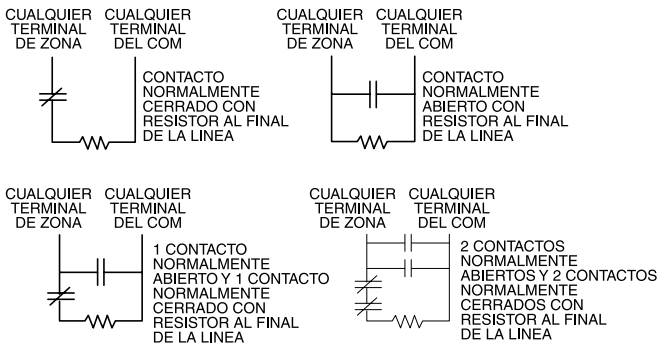 CUALQUIER TERMINAL DE ZONA
CUALQUIER TERMINAL DEL COM
CONTACTO
NORMALMENTE
CERRADO CON
RESISTOR AL FINAL
DE LA LINEA
CUALQUIER TERMINAL DE ZONA
CUALQUIER TERMINAL DEL COM
CONTACTO
NORMALMENTE
ABIERTO CON
RESISTOR AL FINAL
DE LA LINEA
CUALQUIER TERMINAL DE ZONA
CUALQUIER TERMINAL DEL COM
1 CONTACTO
NORMALMENTE
ABIERTO Y 1 CONTACTO
NORMALMENTE
CERRADO CON
RESISTOR AL FINAL
DE LA LINEA
CUALQUIER TERMINAL DE ZONA
CUALQUIER TERMINAL DEL COM
2 CONTACTOS
NORMALMENTE
ABIERTOS Y 2 CONTACTOS
NORMALMENTE
CERRADOS CON
RESISTOR AL FINAL
DE LA LINEA